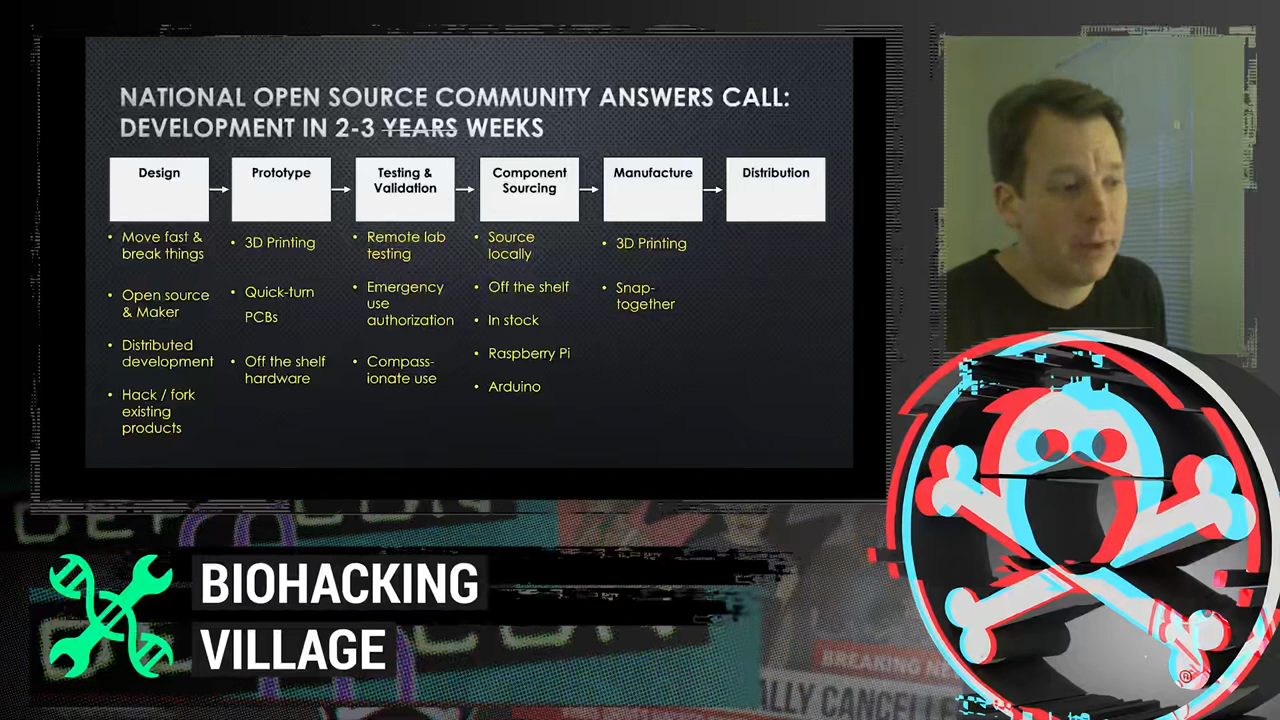 NATIONAL OPEN SOURCE COMMUNITY ANSWERS CALL:
DEVELOPMENT IN 2-3 YEARS WEEKS
Design
Prototype
Testing &
Validation
Component
Sourcing
Manufacture
Distribution
• Move fast &
break things
• Open source
& Maker
• Distributed
development
• Hack / fork
existing
products
• 3D Printing
Quick-turn
PCBs
• Off the shelf
hardware
Remote lab
testing
Emergency
use
authorization
Compass-
ionate use
• Source
locally
• Off the shelf
• In stock
• Raspberry Pi
• Arduino
• 3D Printing
• Snap-
together
BIOHACKING
VILLAGE
BREAKING NE
ALLY CANCELLE
®